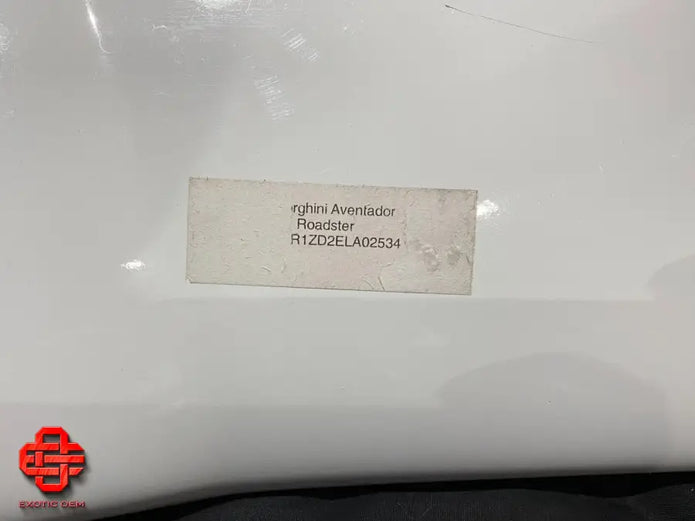 rghini Aventador
Roadster
R1ZD2ELA02534
EXOTIC OEM